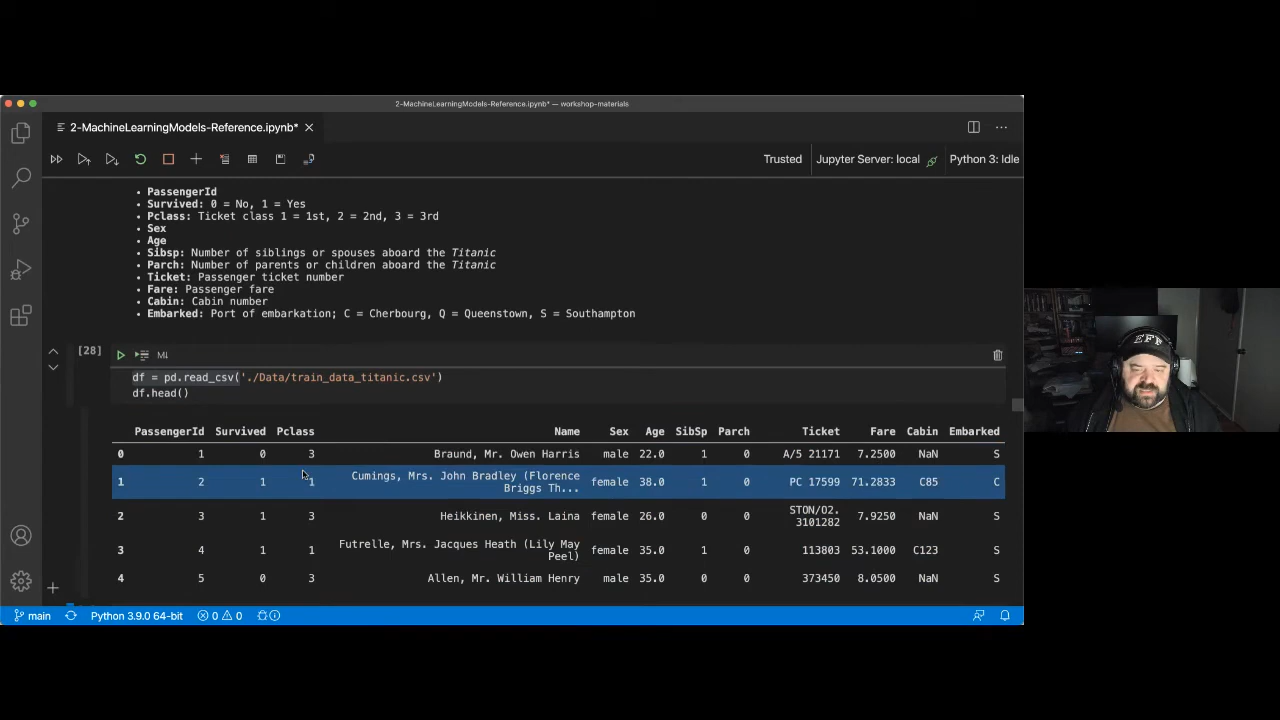 2-MachineLearningModels-Reference.ipynb* — workshop-materials
2-MachineLearningModels-Reference.ipynb*
Trusted Jupyter Server: local Python 3: Idle
• PassengerId
• Survived: 0 = No, 1 = Yes
• Pclass: Ticket class 1 = 1st, 2 = 2nd, 3 = 3rd
• Sex
• Age
• Sibsp: Number of siblings or spouses aboard the Titanic
• Parch: Number of parents or children aboard the Titanic
• Ticket: Passenger ticket number
• Fare: Passenger fare
• Cabin: Cabin number
• Embarked: Port of embarkation; C = Cherbourg, Q = Queenstown, S = Southampton
[28]
M↓
df = pd.read_csv('./Data/train_data_titanic.csv')
df.head()
PassengerId Survived Pclass Name Sex Age SibSp Parch Ticket Fare Cabin Embarked
0 1 0 3 Braund, Mr. Owen Harris male 22.0 1 0 A/5 21171 7.2500 NaN S
1 2 1 1 Cumings, Mrs. John Bradley (Florence
Briggs Th... female 38.0 1 0 PC 17599 71.2833 C85 C
2 3 1 3 Heikkinen, Miss. Laina female 26.0 0 0 STON/O2.
3101282 7.9250 NaN S
3 4 1 1 Futrelle, Mrs. Jacques Heath (Lily May
Peel) female 35.0 1 0 113803 53.1000 C123 S
4 5 0 3 Allen, Mr. William Henry male 35.0 0 0 373450 8.0500 NaN S
main Python 3.9.0 64-bit 0 0
EFF